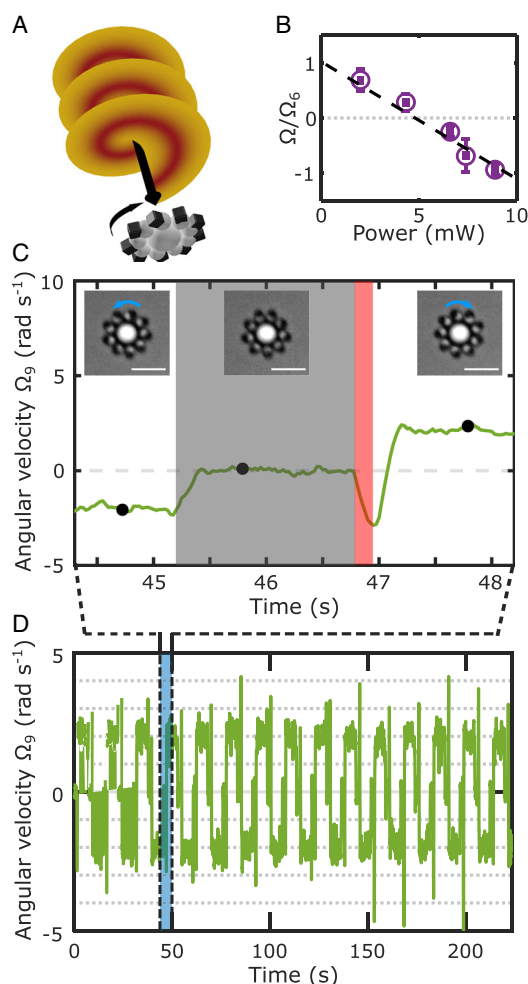 A
B
Ω/Ω6
1
0
-1
0
5
10
Power (mW)
C
Angular velocity Ω9 (rad s-1)
10
5
0
-5
45
46
47
48
Time (s)
D
Angular velocity Ω9 (rad s-1)
5
0
-5
0
50
100
150
200
Time (s)